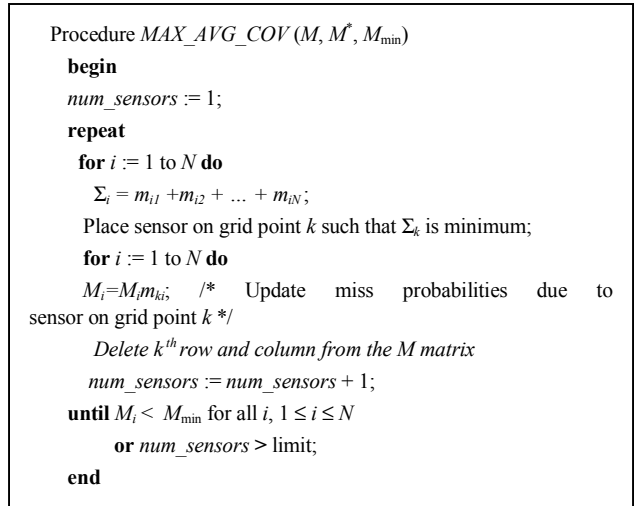 Procedure MAX_AVG_COV (M, M*, Mmin)
begin
num_sensors := 1;
repeat
for i := 1 to N do
Σi = mi1 +mi2 + … + miN;
Place sensor on grid point k such that Σk is minimum;
for i := 1 to N do
Mi=Mimki; /* Update miss probabilities due to
sensor on grid point k */
Delete kth row and column from the M matrix
num_sensors := num_sensors + 1;
until Mi < Mmin for all i, 1 ≤ i ≤ N
or num_sensors > limit;
end